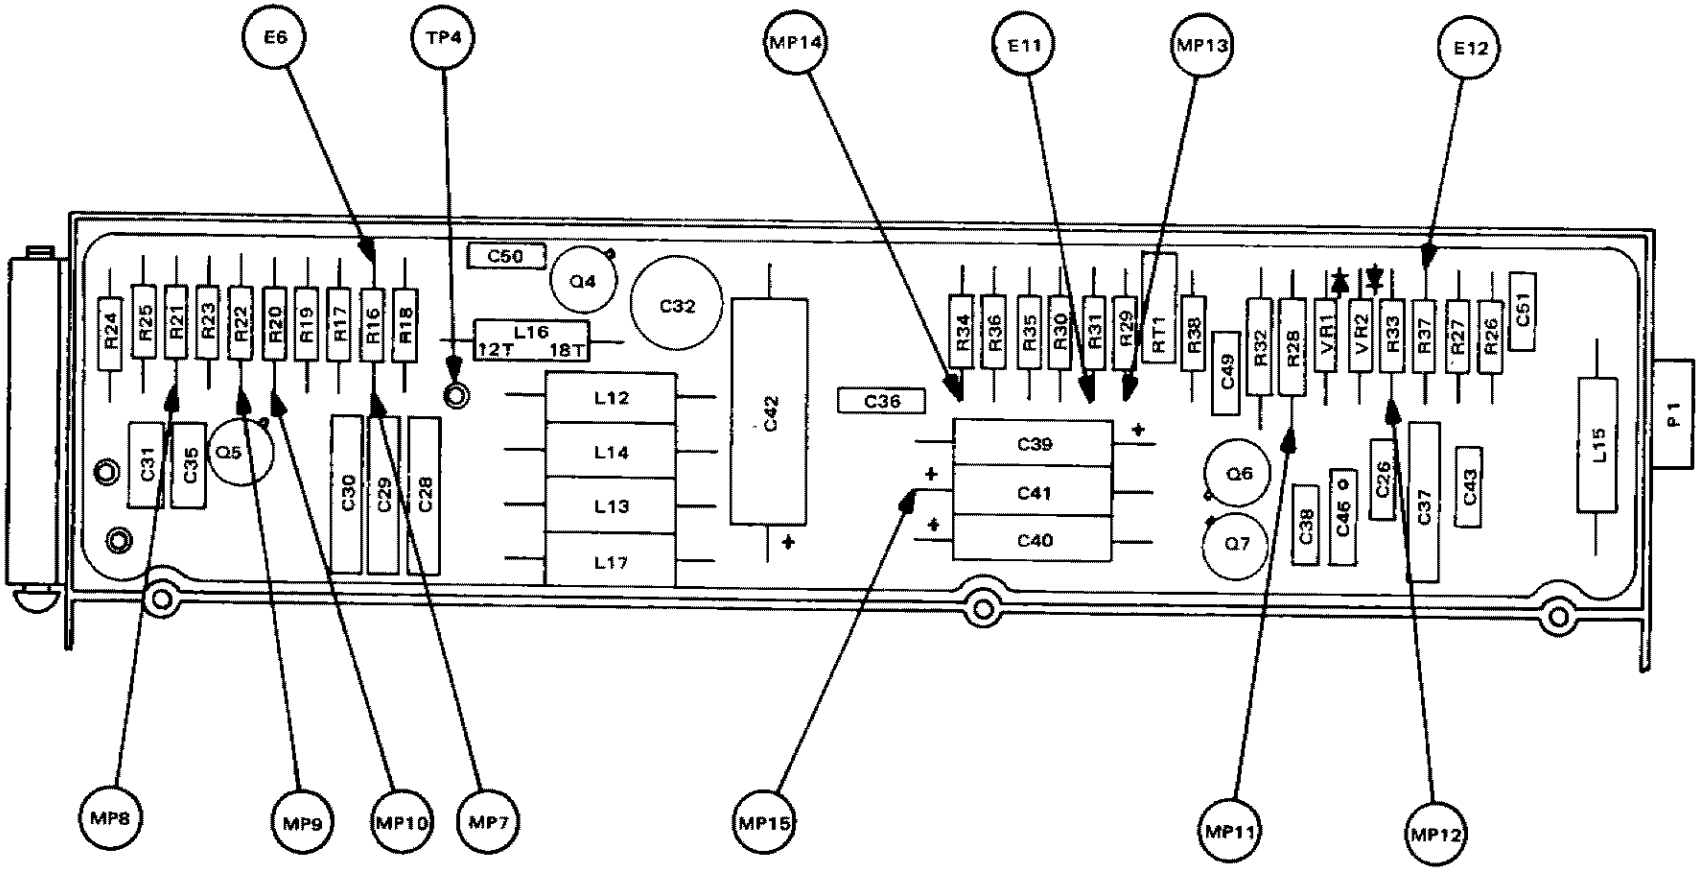 E6
TP4
MP14
E11
MP13
E12
C50
Q4
C32
R24
R25
R21
R23
R22
R20
R19
R17
R16
R18
L16
12T 18T
R34
R36
R35
R30
R31
R29
RT1
R38
C49
R32
R28
VR1
VR2
R33
R37
R27
R26
C51
L12
C42
C36
P1
L15
C31
C35
Q5
C30
C29
C28
L14
L13
L17
+
C39
+
+
C41
+
C40
Q6
Q7
C38
C46
C26
C37
C43
MP8
MP9
MP10
MP7
MP15
MP11
MP12